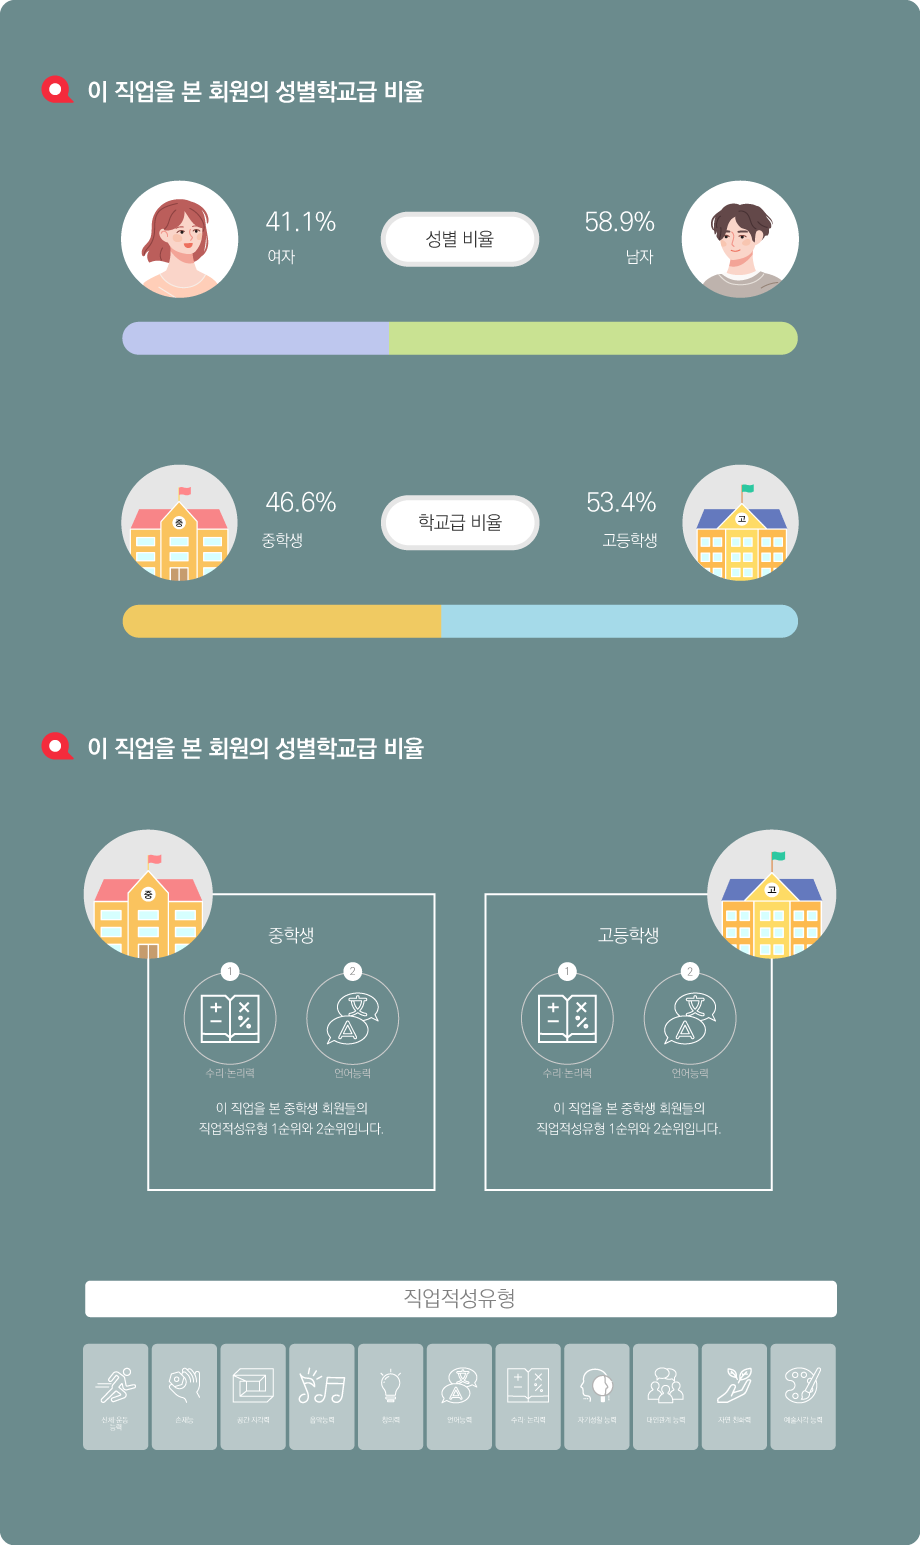 이 직업을 본 회원의 성별학교급 비율
41.1%
여자
성별 비율
58.9%
남자
46.6%
중학생
중
학교급 비율
53.4%
고등학생
고
이 직업을 본 회원의 성별학교급 비율
중
중학생
1
2
수리·논리력
언어능력
이 직업을 본 중학생 회원들의
직업적성유형 1순위와 2순위입니다.
고
고등학생
1
2
수리·논리력
언어능력
이 직업을 본 중학생 회원들의
직업적성유형 1순위와 2순위입니다.
직업적성유형
신체·운동
능력
손재능
공간 지각력
음악능력
창의력
언어능력
수리·논리력
자기성찰 능력
대인관계 능력
자연 친화력
예술시각 능력